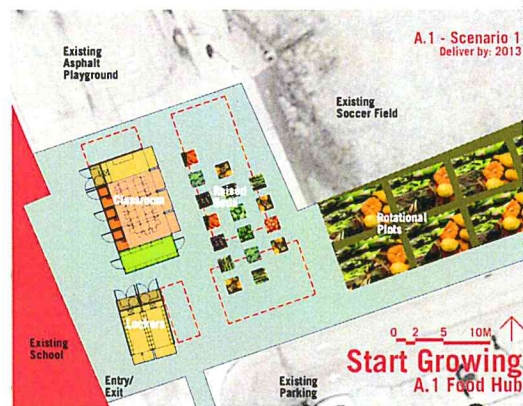 A.1 - Scenario 1
Deliver by: 2013
Existing
Asphalt
Playground
Existing
Soccer Field
Classroom
Raised
Beds
Rotational
Plots
Lockers
Existing
School
Entry/
Exit
Existing
Parking
0 2 5 10M
Start Growing
A.1 Food Hub